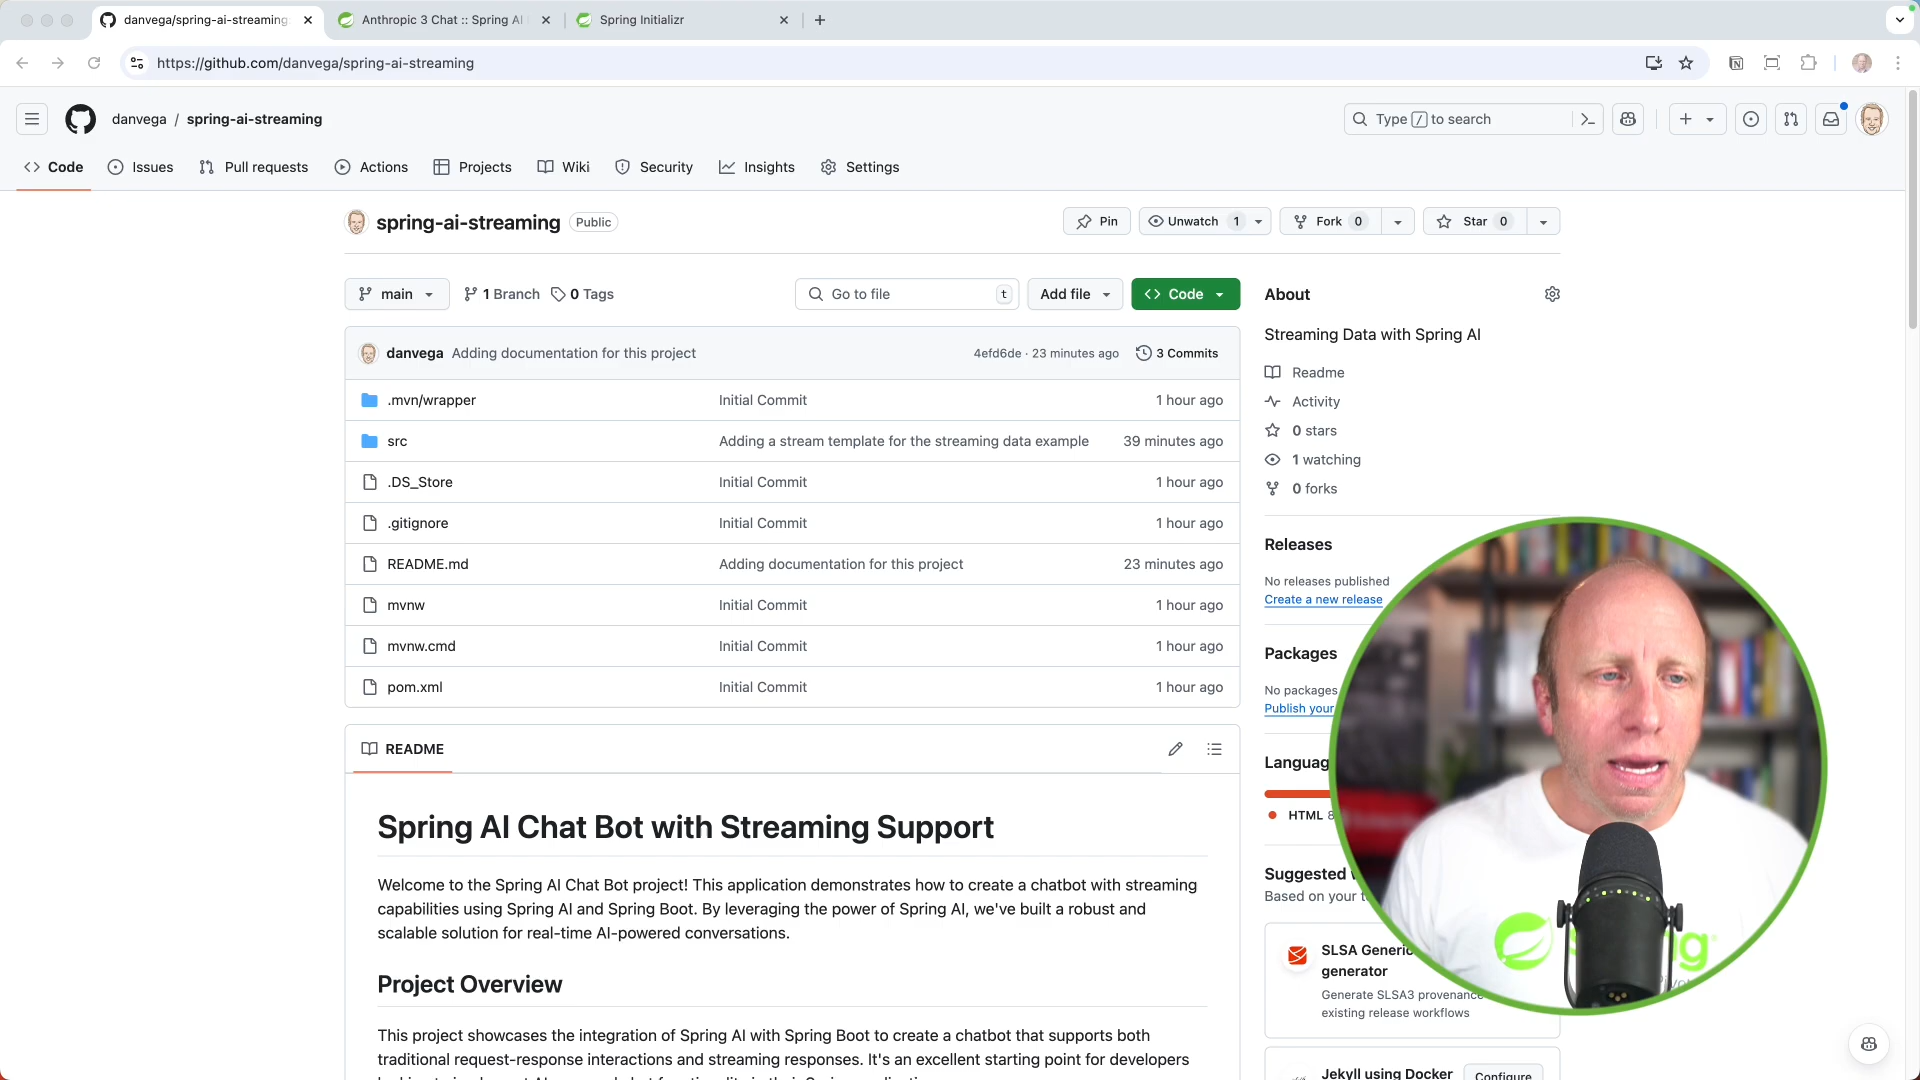 danvega/spring-ai-streaming
Anthropic 3 Chat :: Spring AI
Spring Initializr
https://github.com/danvega/spring-ai-streaming
danvega / spring-ai-streaming
Type / to search
Code
Issues
Pull requests
Actions
Projects
Wiki
Security
Insights
Settings
spring-ai-streaming Public
Pin
Unwatch 1
Fork 0
Star 0
main
1 Branch
0 Tags
Go to file t
Add file
Code
danvega Adding documentation for this project 4efd6de · 23 minutes ago 3 Commits
.mvn/wrapper Initial Commit 1 hour ago
src Adding a stream template for the streaming data example 39 minutes ago
.DS_Store Initial Commit 1 hour ago
.gitignore Initial Commit 1 hour ago
README.md Adding documentation for this project 23 minutes ago
mvnw Initial Commit 1 hour ago
mvnw.cmd Initial Commit 1 hour ago
pom.xml Initial Commit 1 hour ago
README
Spring AI Chat Bot with Streaming Support
Welcome to the Spring AI Chat Bot project! This application demonstrates how to create a chatbot with streaming
capabilities using Spring AI and Spring Boot. By leveraging the power of Spring AI, we've built a robust and
scalable solution for real-time AI-powered conversations.
Project Overview
This project showcases the integration of Spring AI with Spring Boot to create a chatbot that supports both
traditional request-response interactions and streaming responses. It's an excellent starting point for developers
About
Streaming Data with Spring AI
Readme
Activity
0 stars
1 watching
0 forks
Releases
No releases published
Create a new release
Packages
No packages
Publish your
HTML
Suggested
Based on your
SLSA Generic
generator
Generate SLSA3 provenance
existing release workflows
Jekyll using Docker
Configure